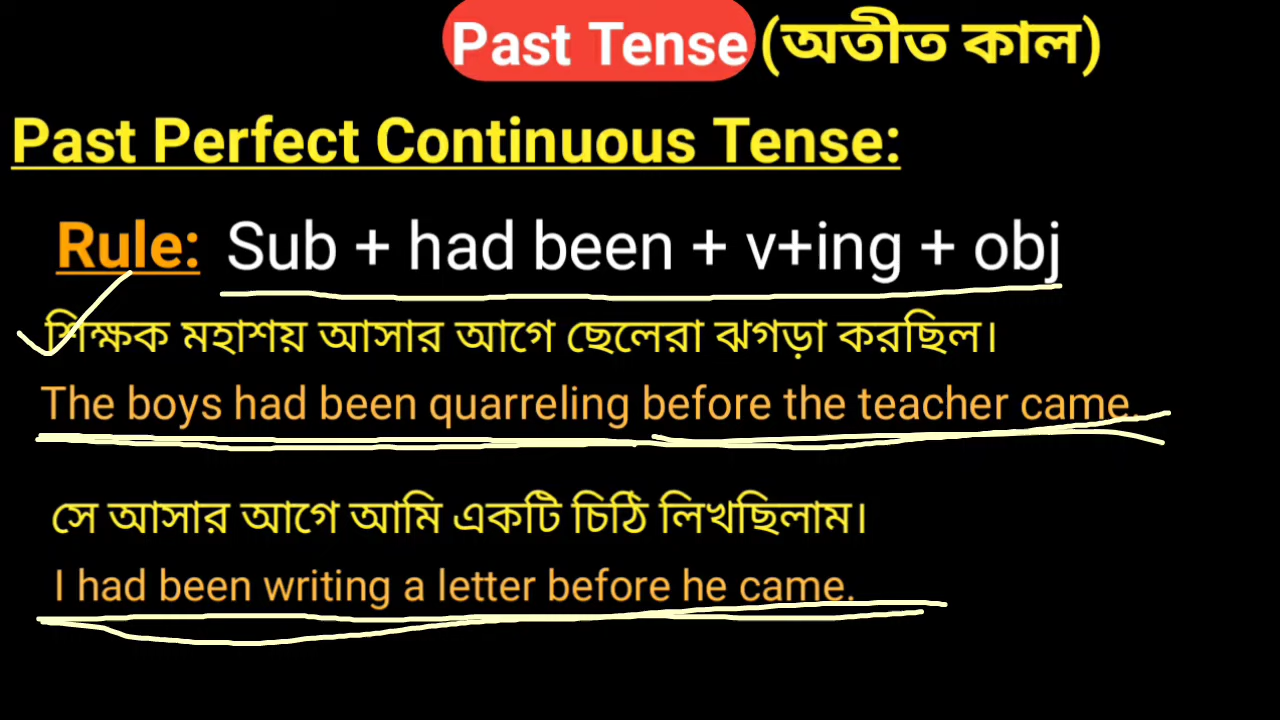 Past Tense (অতীত কাল)
Past Perfect Continuous Tense:
Rule: Sub + had been + v+ing + obj
শিক্ষক মহাশয় আসার আগে ছেলেরা ঝগড়া করছিল।
The boys had been quarreling before the teacher came.
সে আসার আগে আমি একটি চিঠি লিখছিলাম।
I had been writing a letter before he came.